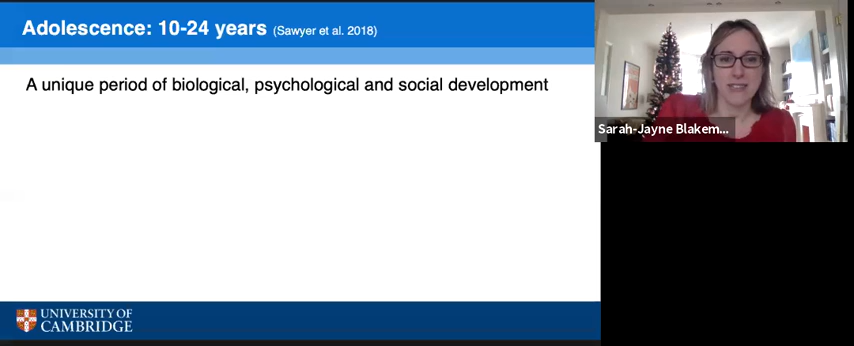 Adolescence: 10-24 years (Sawyer et al. 2018)
A unique period of biological, psychological and social development
Sarah-Jayne Blakem...
UNIVERSITY OF
CAMBRIDGE